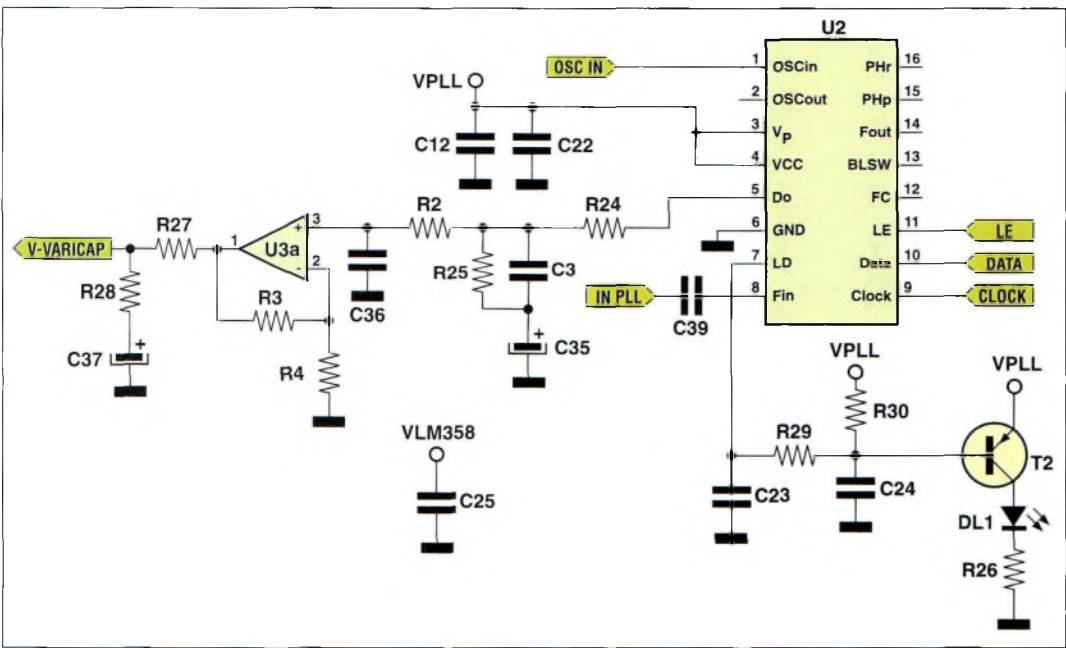 U2
OSC IN
1
OSCin
PHr
16
VPLL
2
OSCout
PHp
15
3
VP
Fout
14
C12
C22
4
VCC
BLSW
13
R2
R24
5
Do
FC
12
R27
1
3
+
U3a
-
2
6
GND
LE
11
LE
V-VARICAP
R25
C3
7
LD
Data
10
DATA
R28
C36
IN PLL
8
Fin
Clock
9
CLOCK
R3
C39
+
C37
R4
+
C35
VPLL
VPLL
R30
VLM358
R29
T2
C25
C23
C24
DL1
R26